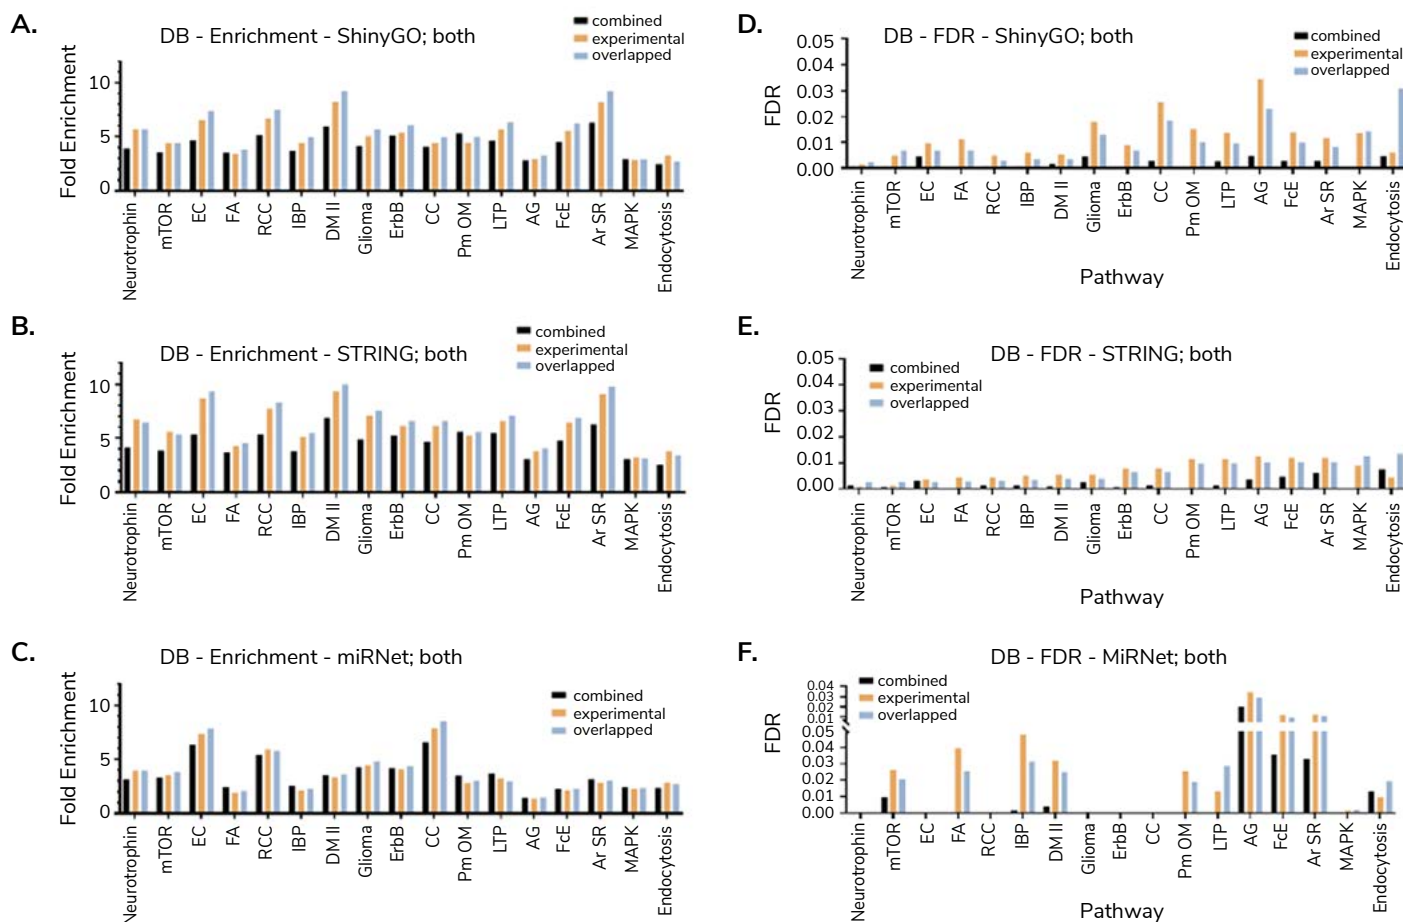 A.
DB - Enrichment - ShinyGO; both
combined
experimental
overlapped
Fold Enrichment
10
5
0
Neurotrophin
mTOR
EC
FA
RCC
IBP
DM II
Glioma
ErbB
CC
Pm OM
LTP
AG
FcE
Ar SR
MAPK
Endocytosis
D.
DB - FDR - ShinyGO; both
combined
experimental
overlapped
FDR
0.05
0.04
0.03
0.01
0.01
0.00
Neurotrophin
mTOR
EC
FA
RCC
IBP
DM II
Glioma
ErbB
CC
Pm OM
LTP
AG
FcE
Ar SR
MAPK
Endocytosis
Pathway
B.
DB - Enrichment - STRING; both
combined
experimental
overlapped
Fold Enrichment
10
5
0
Neurotrophin
mTOR
EC
FA
RCC
IBP
DM II
Glioma
ErbB
CC
Pm OM
LTP
AG
FcE
Ar SR
MAPK
Endocytosis
E.
DB - FDR - STRING; both
combined
experimental
overlapped
FDR
0.05
0.04
0.03
0.01
0.01
0.00
Neurotrophin
mTOR
EC
FA
RCC
IBP
DM II
Glioma
ErbB
CC
Pm OM
LTP
AG
FcE
Ar SR
MAPK
Endocytosis
Pathway
C.
DB - Enrichment - miRNet; both
combined
experimental
overlapped
Fold Enrichment
10
5
0
Neurotrophin
mTOR
EC
FA
RCC
IBP
DM II
Glioma
ErbB
CC
Pm OM
LTP
AG
FcE
Ar SR
MAPK
Endocytosis
F.
DB - FDR - MiRNet; both
combined
experimental
overlapped
FDR
0.04
0.03
0.02
0.01
0.05
0.04
0.03
0.02
0.01
0.00
Neurotrophin
mTOR
EC
FA
RCC
IBP
DM II
Glioma
ErbB
CC
Pm OM
LTP
AG
FcE
Ar SR
MAPK
Endocytosis
Pathway